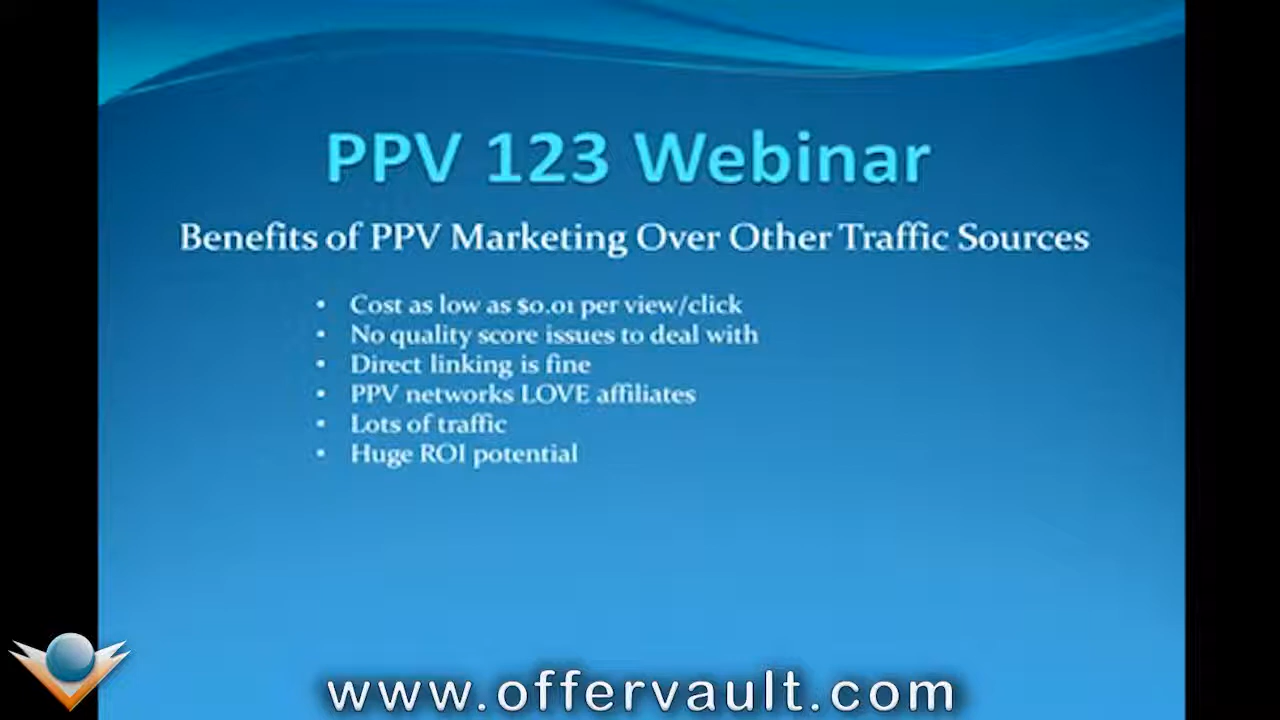 PPV 123 Webinar
Benefits of PPV Marketing Over Other Traffic Sources
• Cost as low as $0.01 per view/click
• No quality score issues to deal with
• Direct linking is fine
• PPV networks LOVE affiliates
• Lots of traffic
• Huge ROI potential
www.offervault.com